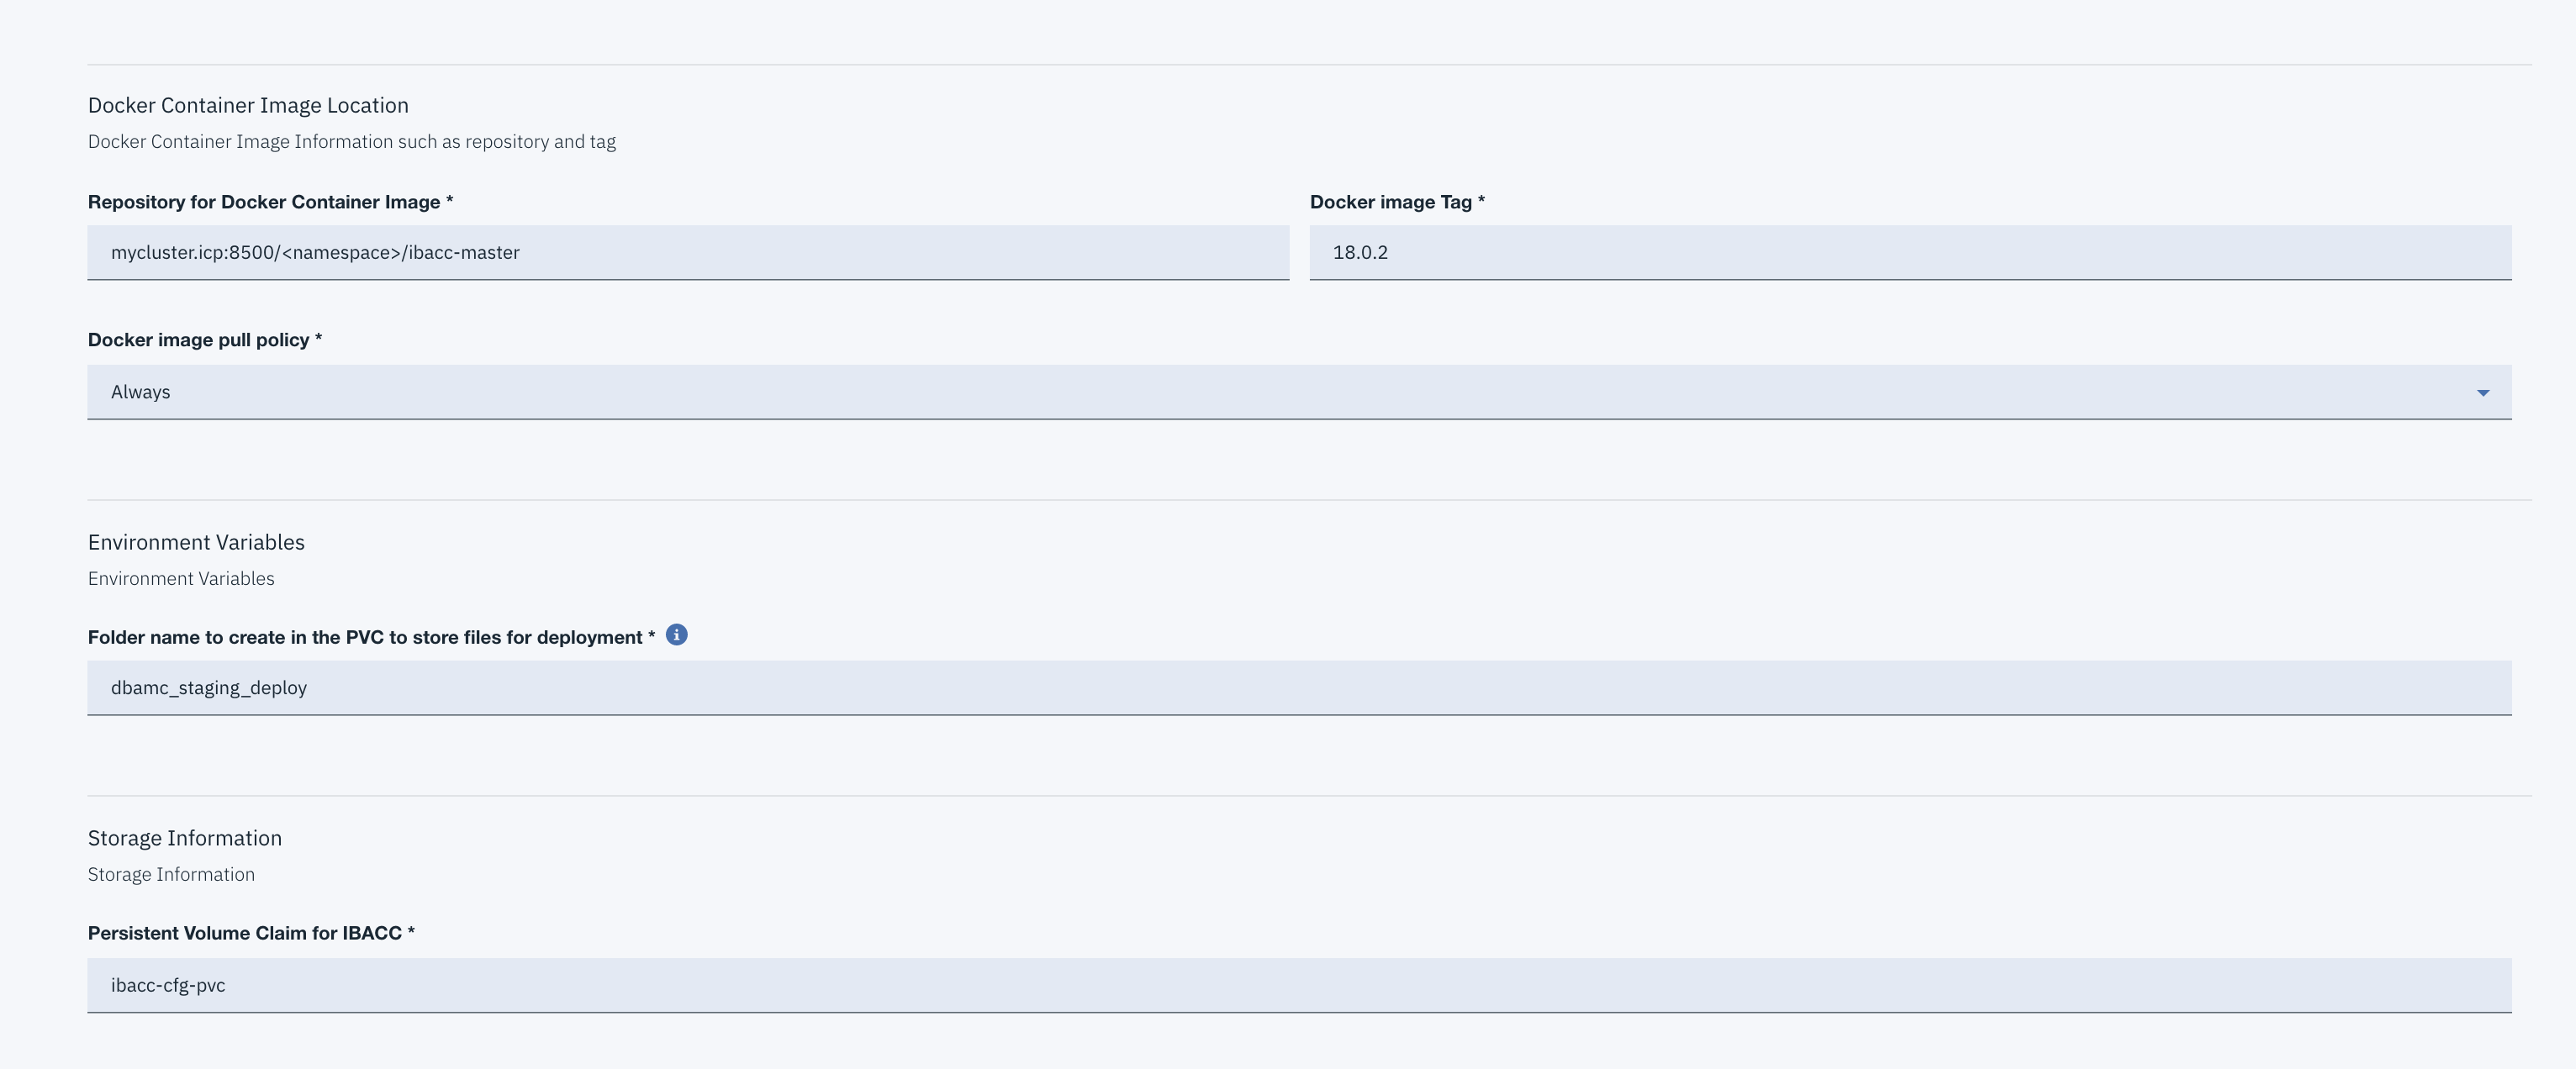 Docker Container Image Location
Docker Container Image Information such as repository and tag
Repository for Docker Container Image *
Docker image Tag *
mycluster.icp:8500/<namespace>/ibacc-master
18.0.2
Docker image pull policy *
Always
Environment Variables
Environment Variables
Folder name to create in the PVC to store files for deployment *
dbamc_staging_deploy
Storage Information
Storage Information
Persistent Volume Claim for IBACC *
ibacc-cfg-pvc